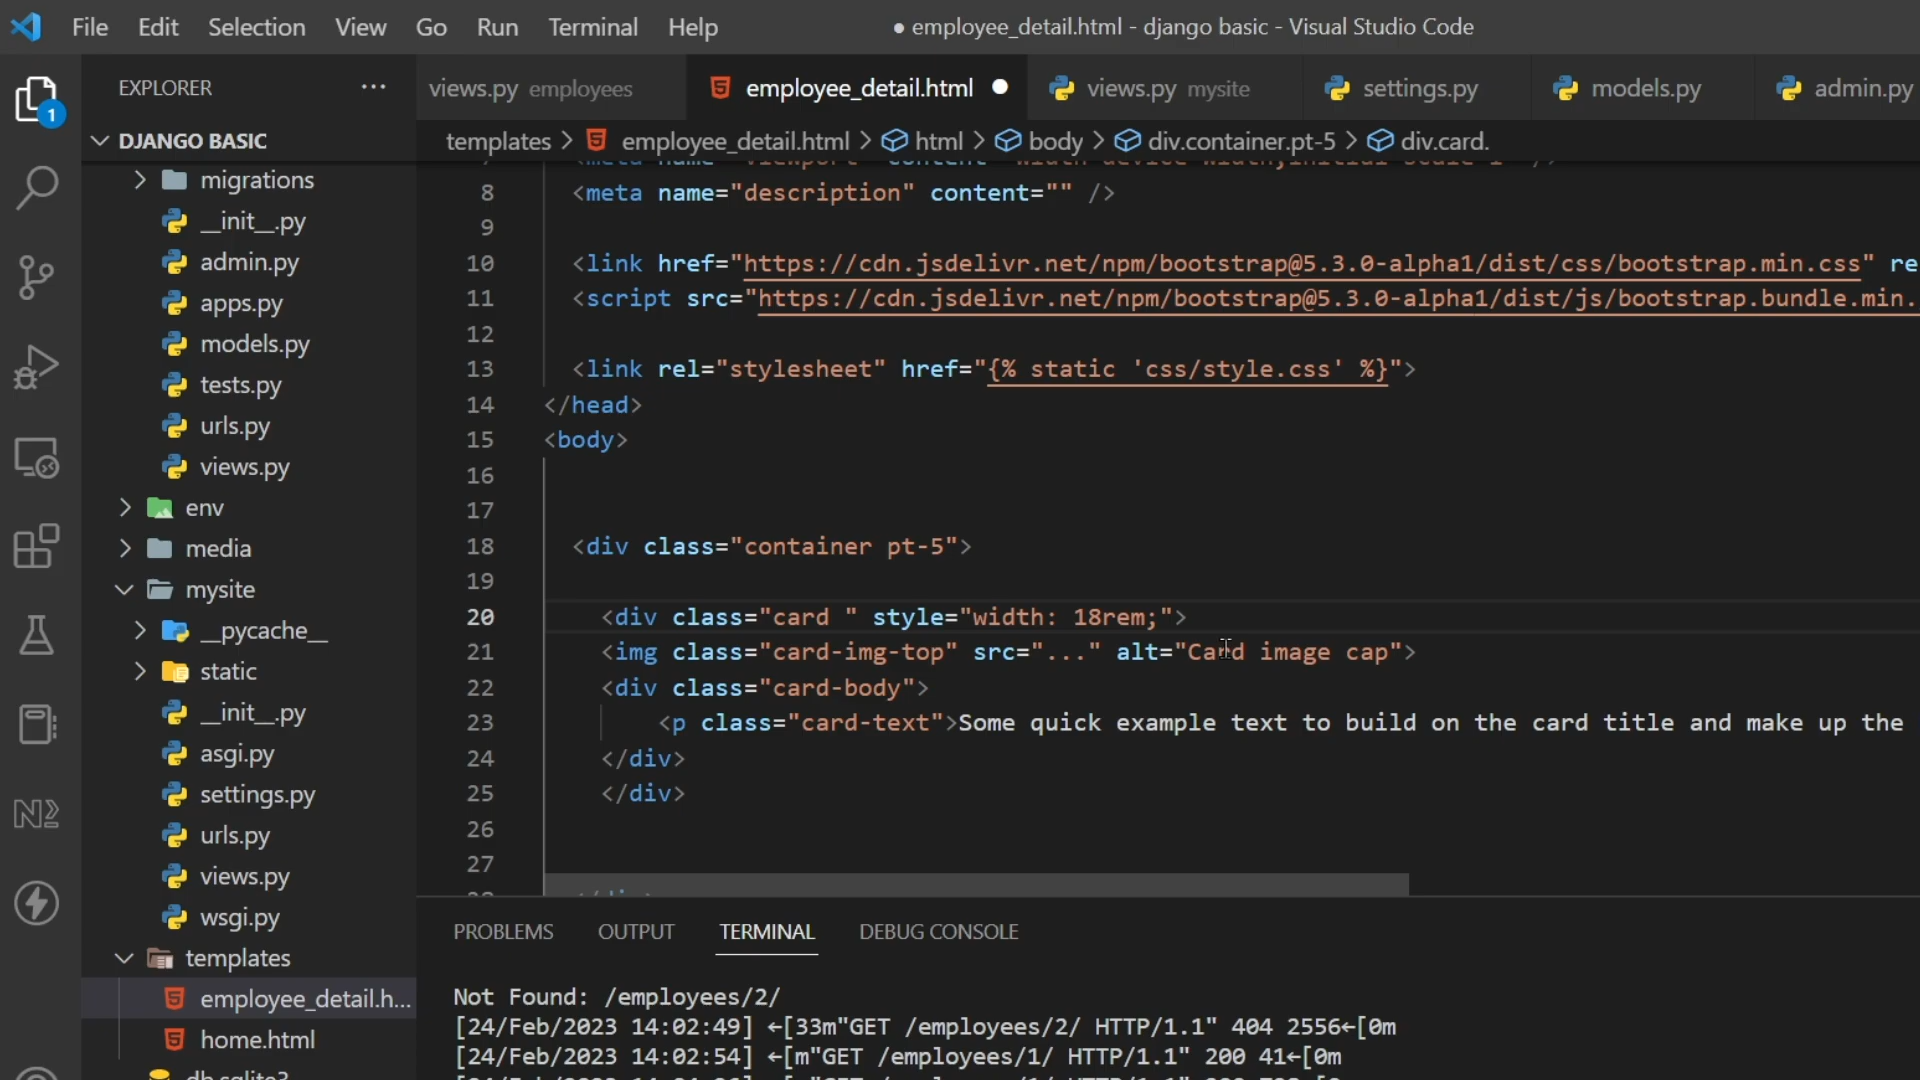 File Edit Selection View Go Run Terminal Help ● employee_detail.html - django basic - Visual Studio Code
EXPLORER ··· views.py employees employee_detail.html ● views.py mysite settings.py models.py admin.py
1
DJANGO BASIC
templates > employee_detail.html > html > body > div.container.pt-5 > div.card.
migrations
__init__.py
admin.py
apps.py
models.py
tests.py
urls.py
views.py
env
media
mysite
__pycache__
static
__init__.py
asgi.py
settings.py
urls.py
views.py
wsgi.py
templates
employee_detail.h...
home.html
db.sqlite3
8 <meta name="description" content="" />
9
10 <link href="https://cdn.jsdelivr.net/npm/bootstrap@5.3.0-alpha1/dist/css/bootstrap.min.css" re
11 <script src="https://cdn.jsdelivr.net/npm/bootstrap@5.3.0-alpha1/dist/js/bootstrap.bundle.min.
12
13 <link rel="stylesheet" href="{% static 'css/style.css' %}">
14 </head>
15 <body>
16
17
18 <div class="container pt-5">
19
20 <div class="card " style="width: 18rem;">
21 <img class="card-img-top" src="..." alt="Card image cap">
22 <div class="card-body">
23 <p class="card-text">Some quick example text to build on the card title and make up the
24 </div>
25 </div>
26
27
PROBLEMS OUTPUT TERMINAL DEBUG CONSOLE
Not Found: /employees/2/
[24/Feb/2023 14:02:49] ←[33m"GET /employees/2/ HTTP/1.1" 404 2556←[0m
[24/Feb/2023 14:02:54] ←[m"GET /employees/1/ HTTP/1.1" 200 41←[0m